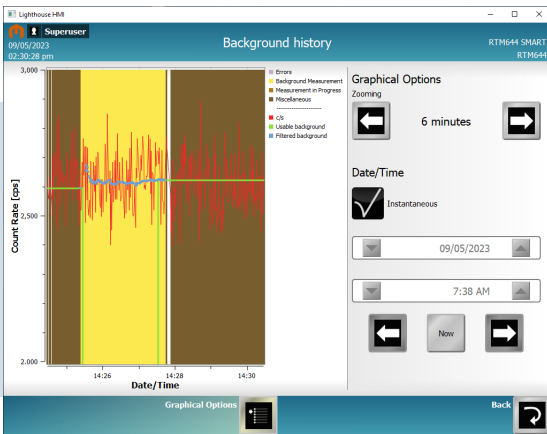 Lighthouse HMI
Superuser
09/05/2023
02:30:28 pm
Background history
RTM644 SMART
RTM644
3,000
2,500
2.000
Count Rate [cps]
14:26
14:28
14:30
Date/Time
Errors
Background Measurement
Measurement in Progress
Miscellaneous
--------------------
c/s
Usable background
Filtered background
Graphical Options
Zooming
6 minutes
Date/Time
Instantaneous
09/05/2023
7:38 AM
Now
Graphical Options
Back